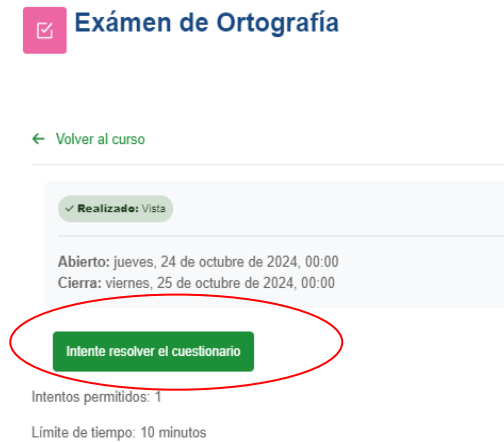 Exámen de Ortografía
Volver al curso
Realizado: Vista
Abierto: jueves, 24 de octubre de 2024, 00:00
Cierra: viernes, 25 de octubre de 2024, 00:00
Intente resolver el cuestionario
Intentos permitidos: 1
Límite de tiempo: 10 minutos